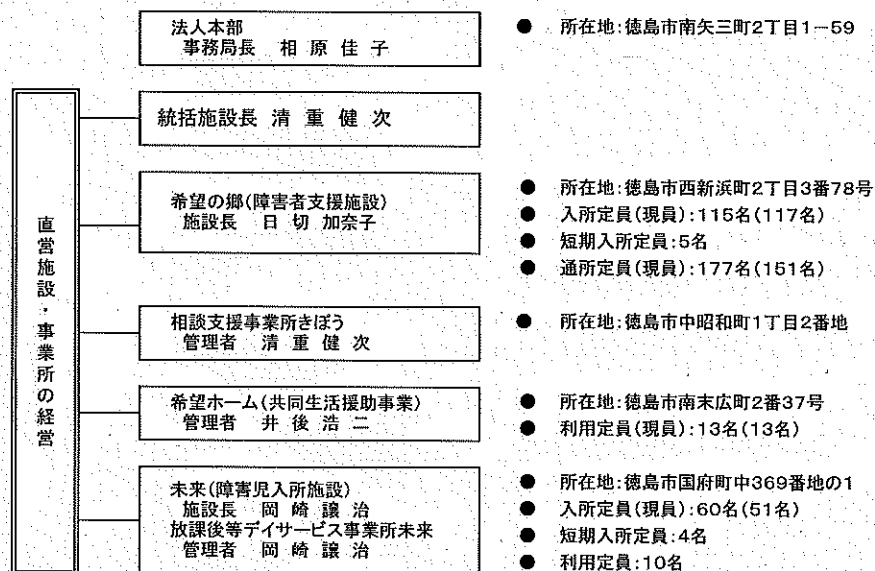 法人本部
事務局長 相原佳子
● 所在地:徳島市南矢三町2丁目1-59
直営施設・事業所の経営
統括施設長 清重健次
希望の郷(障害者支援施設)
施設長 日切加奈子
● 所在地:徳島市西新浜町2丁目3番78号
● 入所定員(現員):115名(117名)
● 短期入所定員:5名
● 通所定員(現員):177名(151名)
相談支援事業所きぼう
管理者 清重健次
● 所在地:徳島市中昭和町1丁目2番地
希望ホーム(共同生活援助事業)
管理者 井後浩二
● 所在地:徳島市南末広町2番37号
● 利用定員(現員):13名(13名)
未来(障害児入所施設)
施設長 岡崎譲治
放課後等デイサービス事業所未来
管理者 岡崎譲治
● 所在地:徳島市国府町中369番地の1
● 入所定員(現員):60名(51名)
● 短期入所定員:4名
● 利用定員:10名